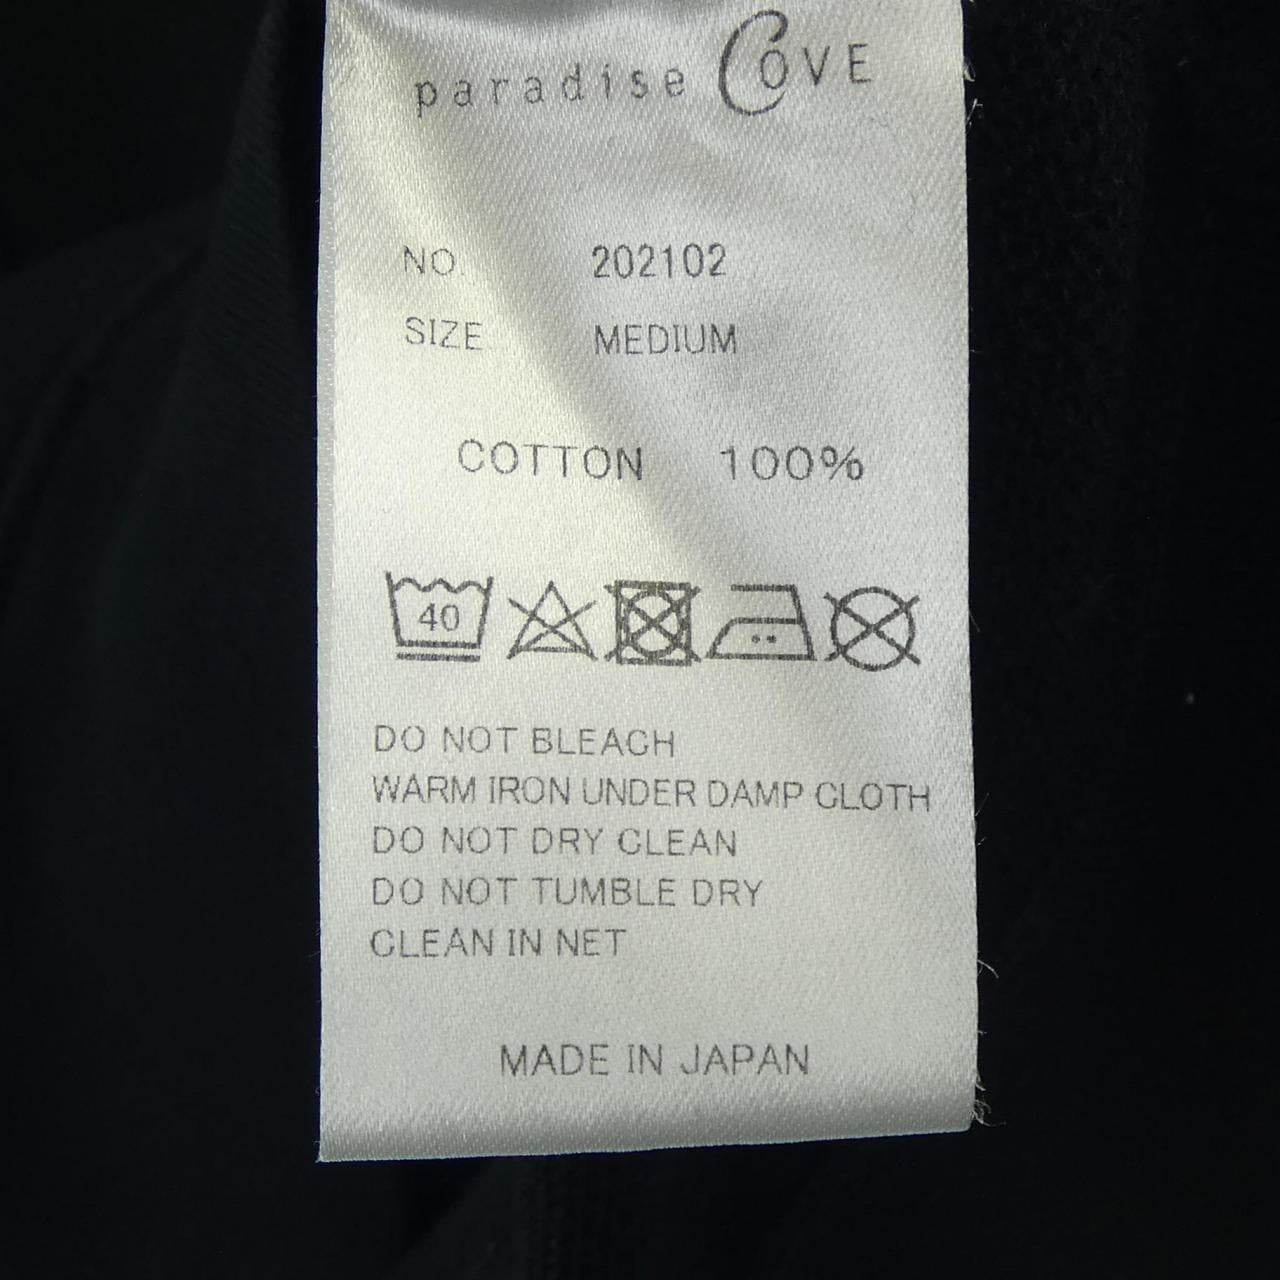 paradise COVE
NO. 202102
SIZE MEDIUM
COTTON 100%
40
DO NOT BLEACH
WARM IRON UNDER DAMP CLOTH
DO NOT DRY CLEAN
DO NOT TUMBLE DRY
CLEAN IN NET
MADE IN JAPAN